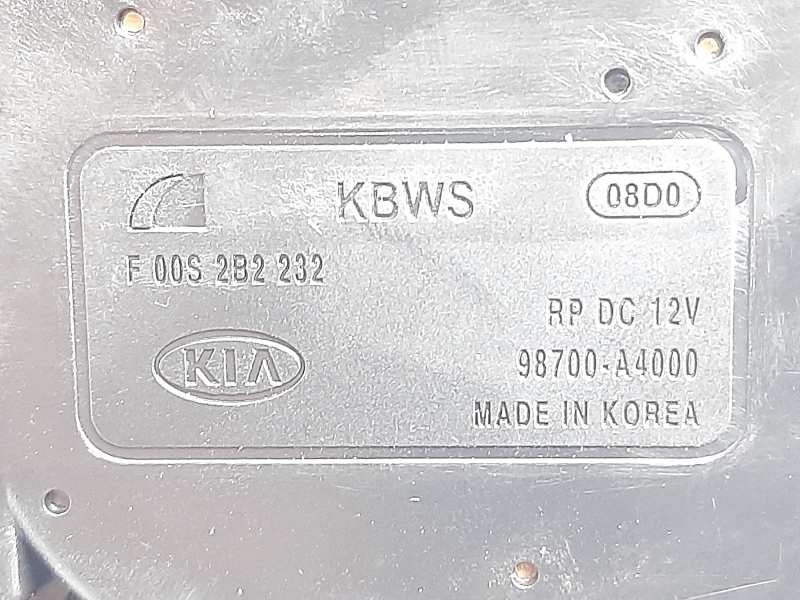 KBWS 08D0
F 00S 2B2 232
RP DC 12V
KIA 98700-A4000
MADE IN KOREA